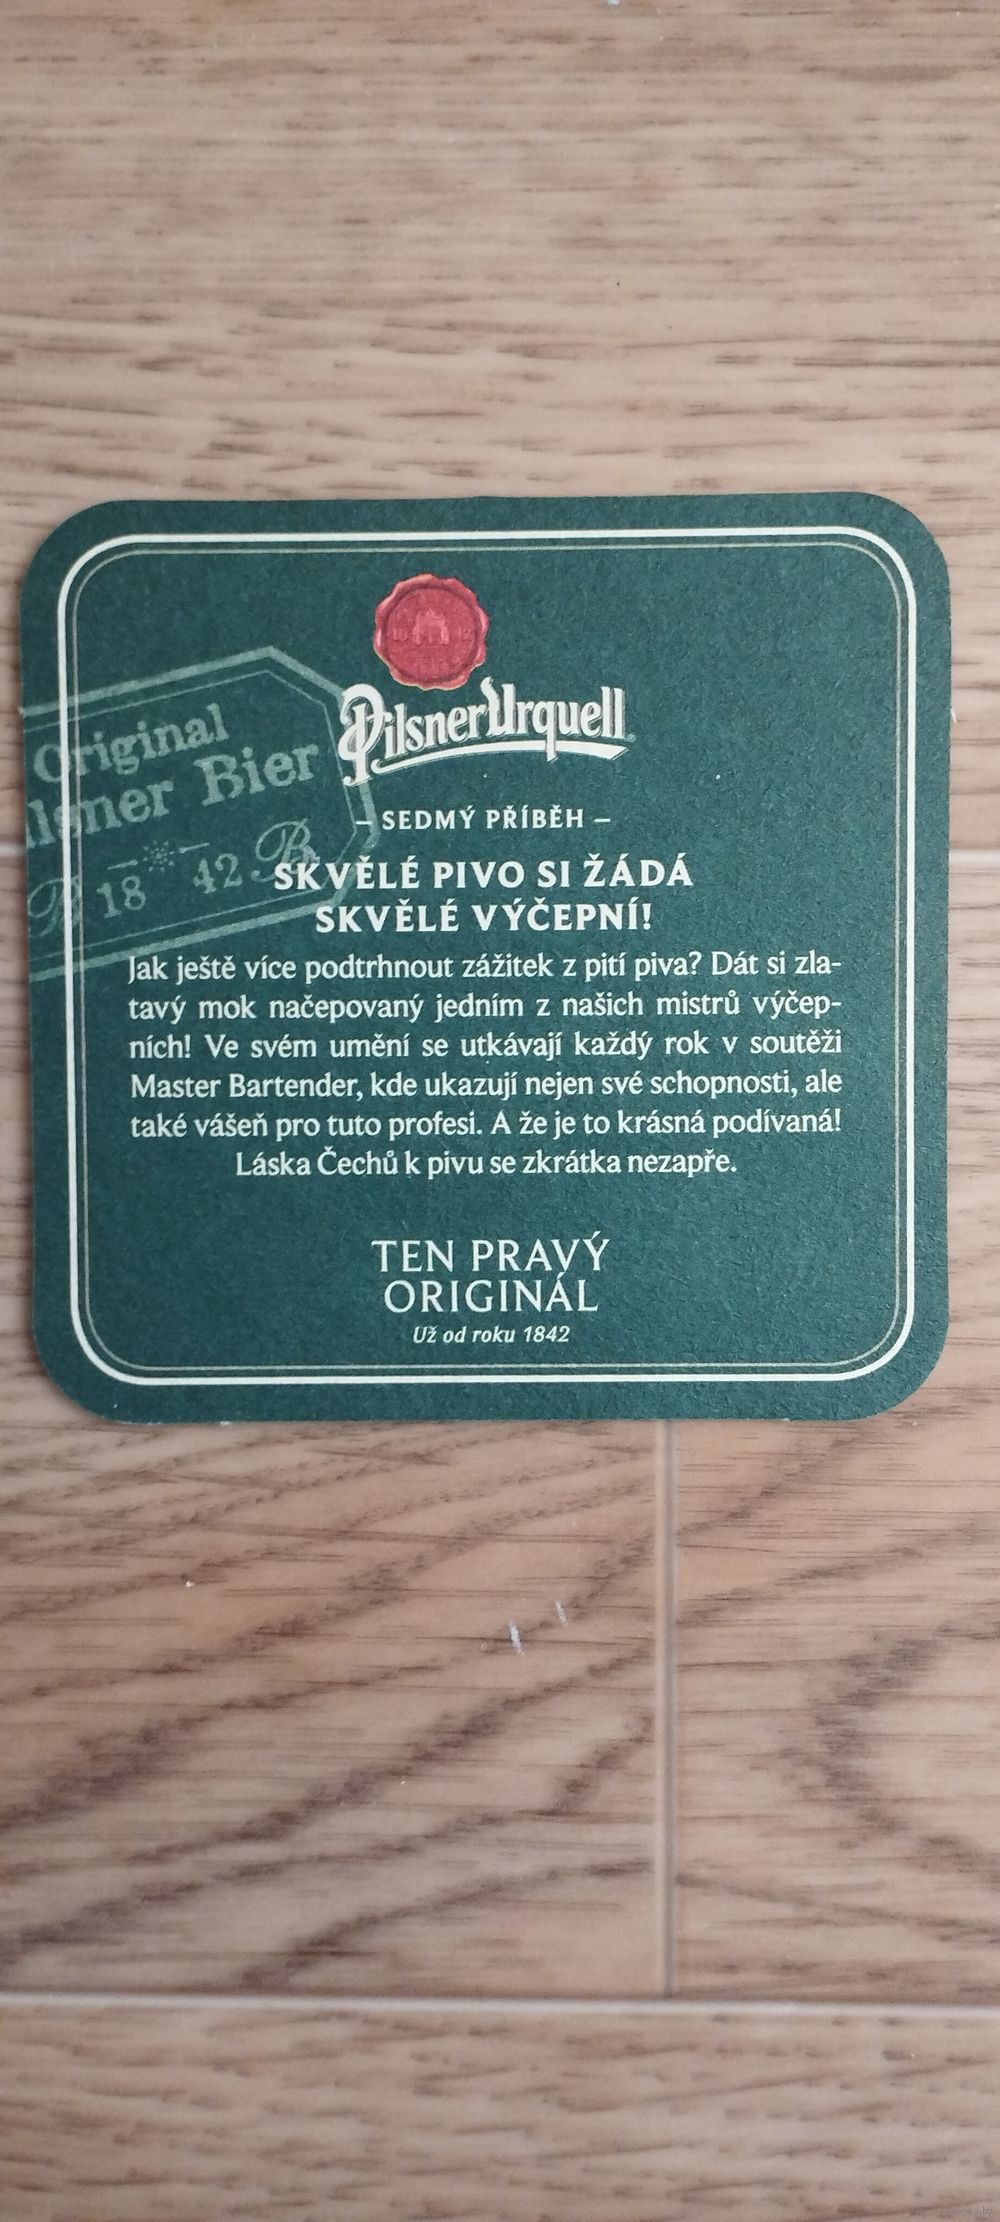 Pilsner Urquell
Original
Bier
18 42
– SEDMÝ PŘÍBĚH –
SKVĚLÉ PIVO SI ŽÁDÁ
SKVĚLÉ VÝČEPNÍ!
Jak ještě více podtrhnout zážitek z pití piva? Dát si zla-
tavý mok načepovaný jedním z našich mistrů výčep-
ních! Ve svém umění se utkávají každý rok v soutěži
Master Bartender, kde ukazují nejen své schopnosti, ale
také vášeň pro tuto profesi. A že je to krásná podívaná!
Láska Čechů k pivu se zkrátka nezapře.
TEN PRAVÝ
ORIGINÁL
Už od roku 1842